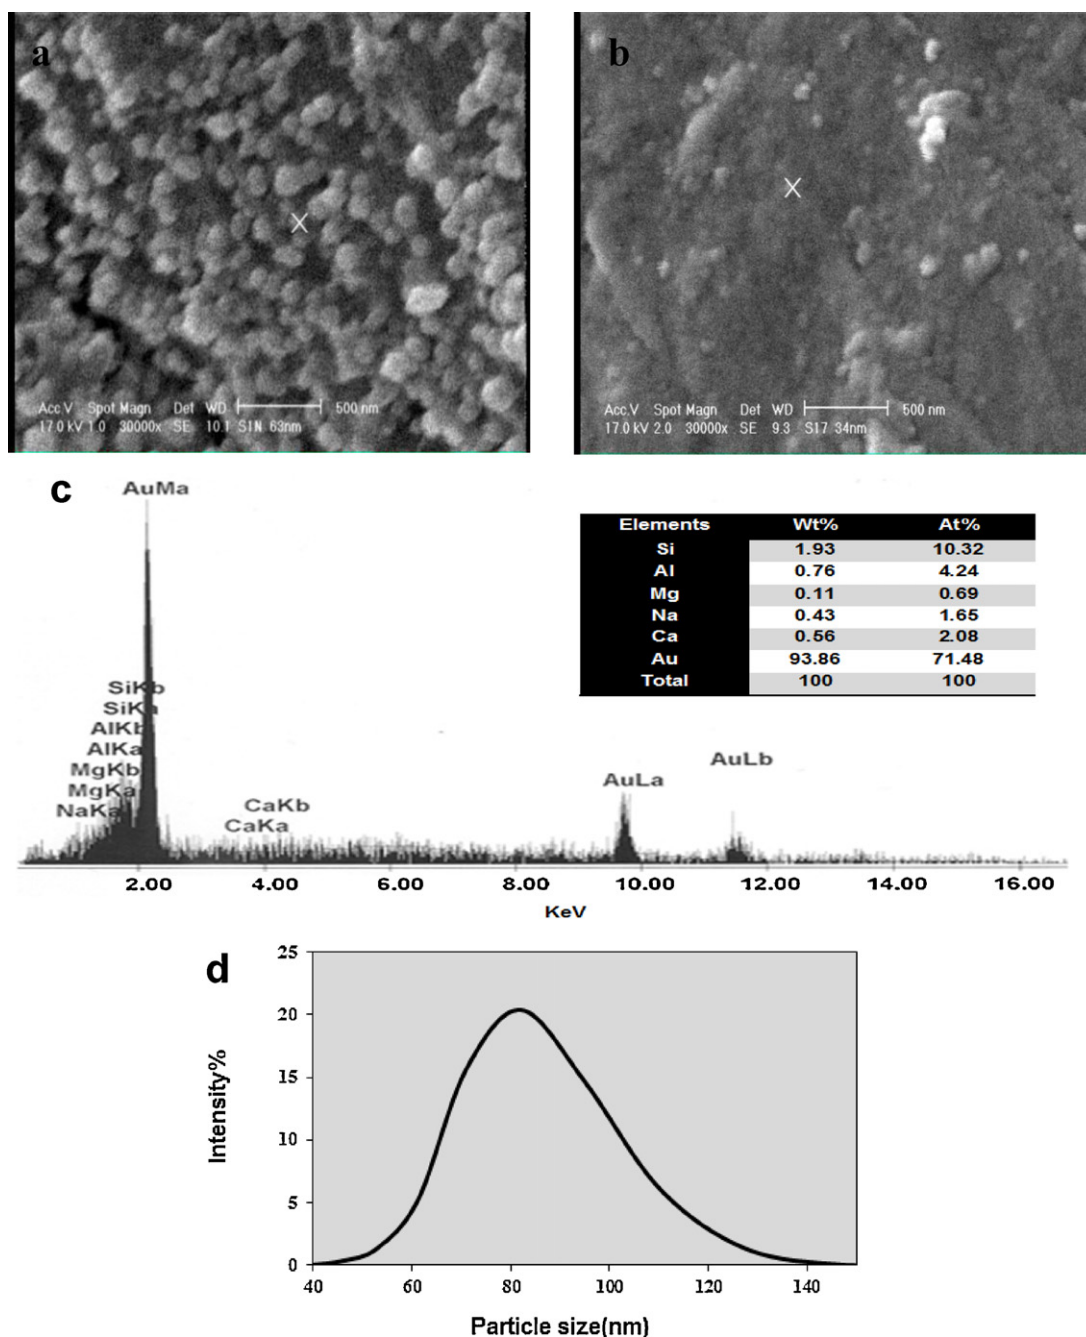 a
b
Acc.V Spot Magn Det WD 500 nm
17.0 kV 1.0 30000x SE 10.1 S1N 63nm
Acc.V Spot Magn Det WD 500 nm
17.0 kV 2.0 30000x SE 9.3 S17 34nm
c
AuMa
SiKb
SiKa
AlKb
AlKa
MgKb
MgKa
NaKa
CaKb
CaKa
AuLa
AuLb
Elements Wt% At%
Si 1.93 10.32
Al 0.76 4.24
Mg 0.11 0.69
Na 0.43 1.65
Ca 0.56 2.08
Au 93.86 71.48
Total 100 100
2.00 4.00 6.00 8.00 10.00 12.00 14.00 16.00
KeV
d
Intensity%
25
20
15
10
5
0
40 60 80 100 120 140
Particle size(nm)